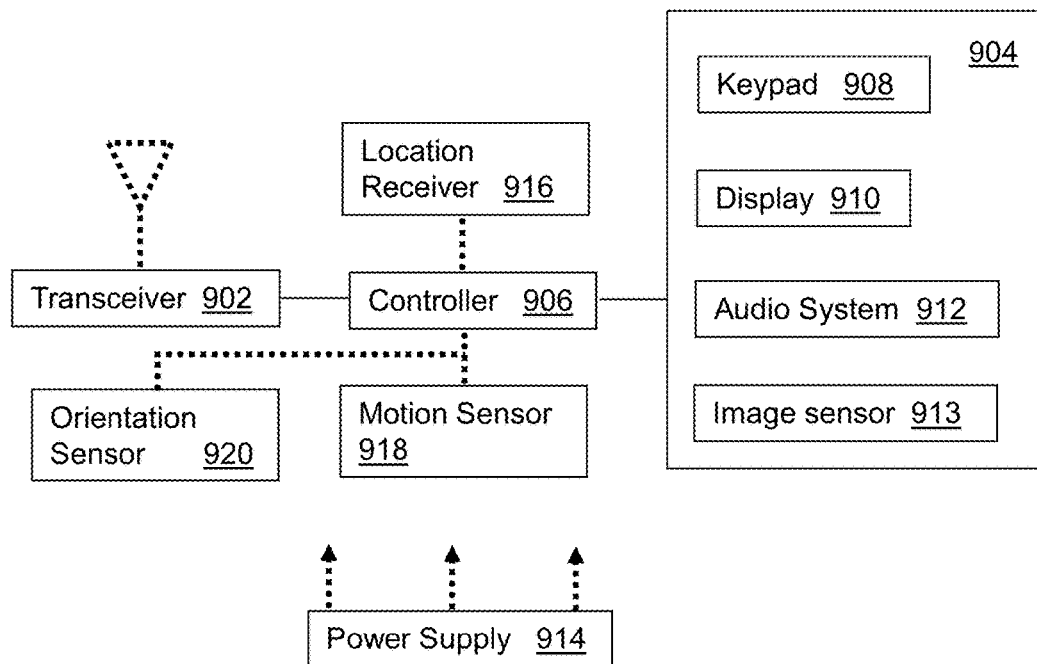 904
Keypad 908
Location
Receiver 916
Display 910
Transceiver 902
Controller 906
Audio System 912
Orientation
Sensor 920
Motion Sensor
918
Image sensor 913
Power Supply 914